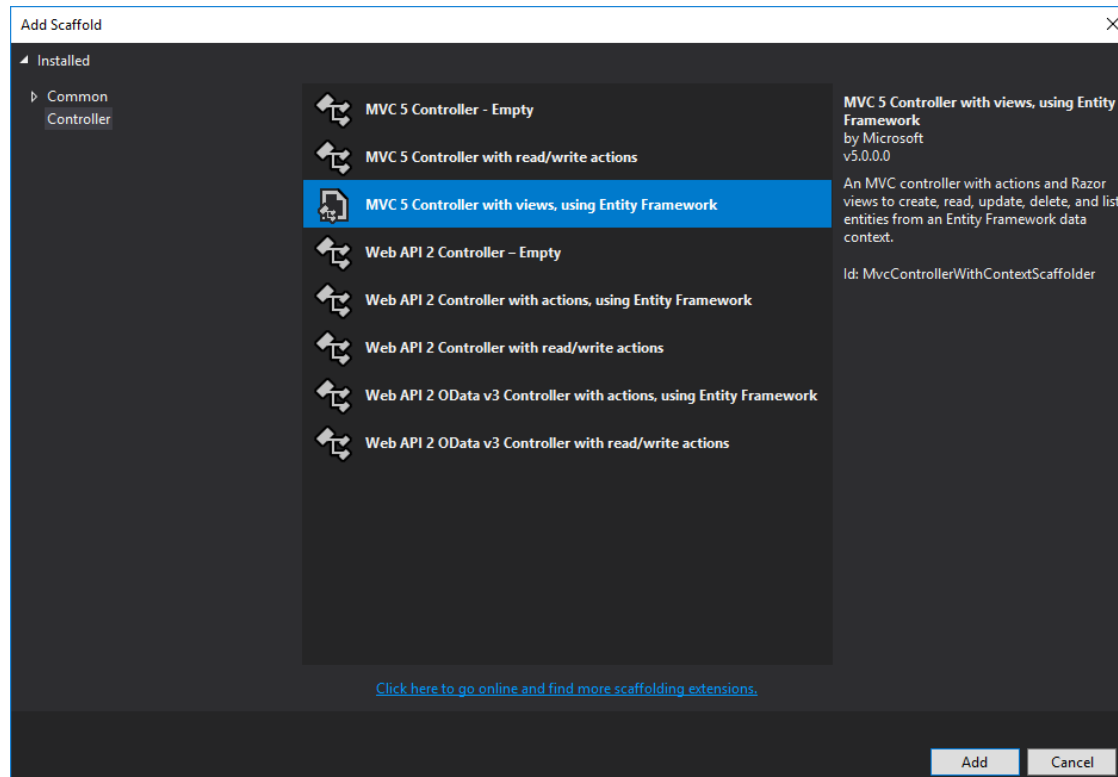 Add Scaffold
Installed
Common
Controller
MVC 5 Controller - Empty
MVC 5 Controller with read/write actions
MVC 5 Controller with views, using Entity Framework
Web API 2 Controller – Empty
Web API 2 Controller with actions, using Entity Framework
Web API 2 Controller with read/write actions
Web API 2 OData v3 Controller with actions, using Entity Framework
Web API 2 OData v3 Controller with read/write actions
Click here to go online and find more scaffolding extensions.
MVC 5 Controller with views, using Entity
Framework
by Microsoft
v5.0.0.0
An MVC controller with actions and Razor
views to create, read, update, delete, and list
entities from an Entity Framework data
context.
Id: MvcControllerWithContextScaffolder
Add
Cancel